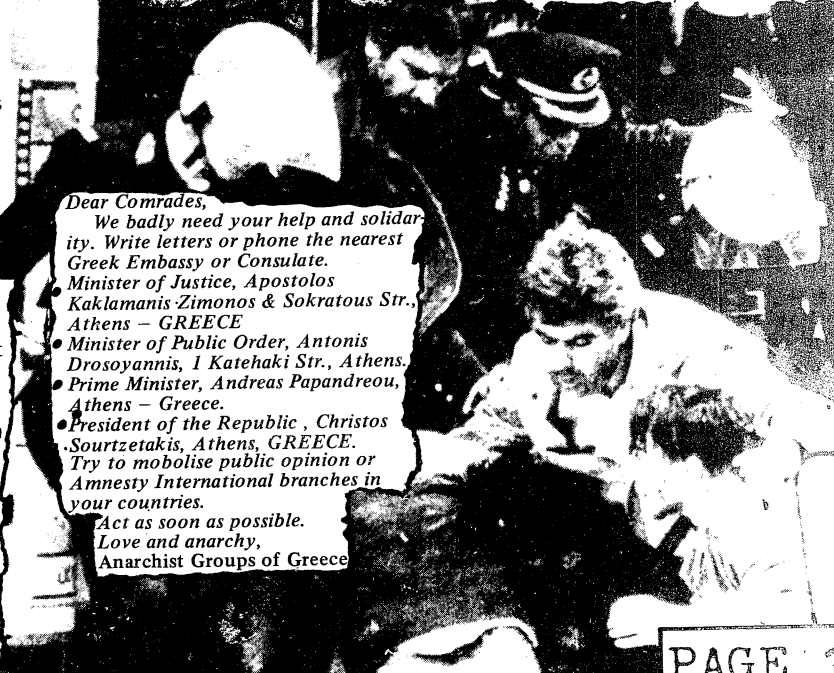 Dear Comrades,
We badly need your help and solidar-
ity. Write letters or phone the nearest
Greek Embassy or Consulate.
• Minister of Justice, Apostolos
Kaklamanis-Zimonos & Sokratous Str.,
Athens – GREECE
• Minister of Public Order, Antonis
Drosoyannis, 1 Katehaki Str., Athens.
• Prime Minister, Andreas Papandreou,
Athens – Greece.
• President of the Republic , Christos
Sourtzetakis, Athens, GREECE.
Try to mobolise public opinion or
Amnesty International branches in
your countries.
Act as soon as possible.
Love and anarchy,
Anarchist Groups of Greece
PAGE